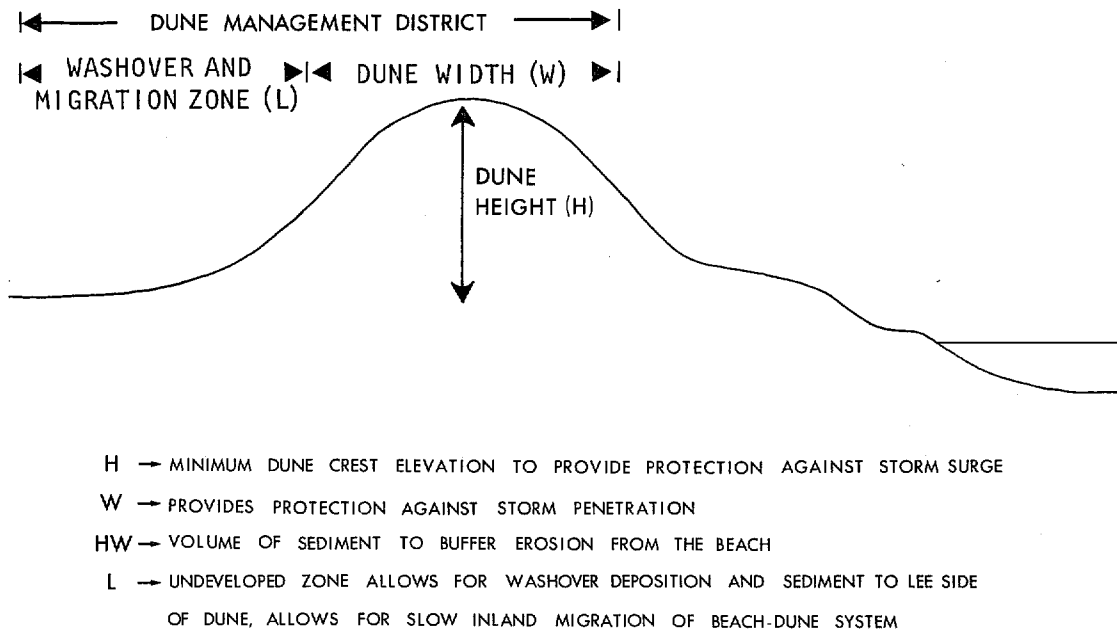 DUNE MANAGEMENT DISTRICT
WASHOVER AND
MIGRATION ZONE (L)
DUNE WIDTH (W)
DUNE
HEIGHT (H)
H → MINIMUM DUNE CREST ELEVATION TO PROVIDE PROTECTION AGAINST STORM SURGE
W → PROVIDES PROTECTION AGAINST STORM PENETRATION
HW → VOLUME OF SEDIMENT TO BUFFER EROSION FROM THE BEACH
L → UNDEVELOPED ZONE ALLOWS FOR WASHOVER DEPOSITION AND SEDIMENT TO LEE SIDE
OF DUNE, ALLOWS FOR SLOW INLAND MIGRATION OF BEACH-DUNE SYSTEM